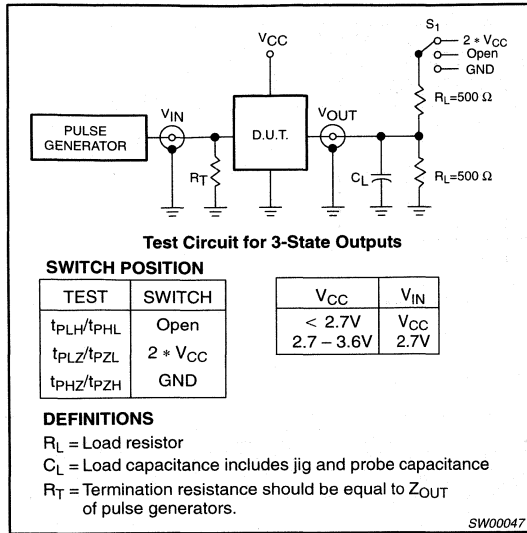 S1
2 * VCC
Open
GND
VCC
RL=500 Ω
VIN
VOUT
PULSE
GENERATOR
D.U.T.
RT
CL
RL=500 Ω
Test Circuit for 3-State Outputs
SWITCH POSITION
TEST SWITCH
tPLH/tPHL Open
tPLZ/tPZL 2 * VCC
tPHZ/tPZH GND
VCC VIN
< 2.7V VCC
2.7 – 3.6V 2.7V
DEFINITIONS
RL = Load resistor
CL = Load capacitance includes jig and probe capacitance
RT = Termination resistance should be equal to ZOUT
of pulse generators.
SW00047